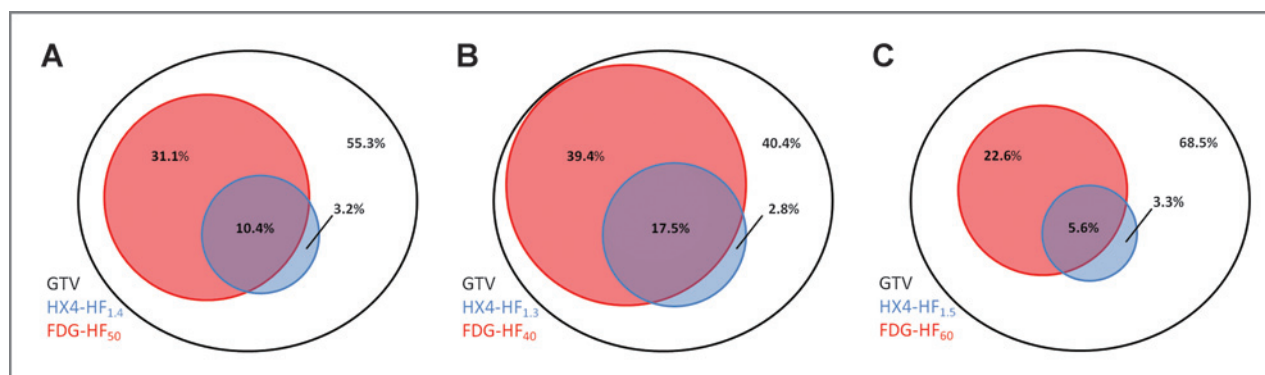 A
31.1%
55.3%
10.4%
3.2%
GTV
HX4-HF1.4
FDG-HF50
B
39.4%
40.4%
17.5%
2.8%
GTV
HX4-HF1.3
FDG-HF40
C
22.6%
68.5%
5.6%
3.3%
GTV
HX4-HF1.5
FDG-HF60